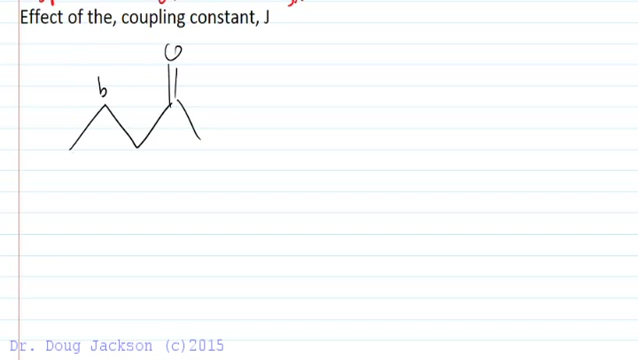 Effect of the, coupling constant, J
O
b
Dr. Doug Jackson (c)2015